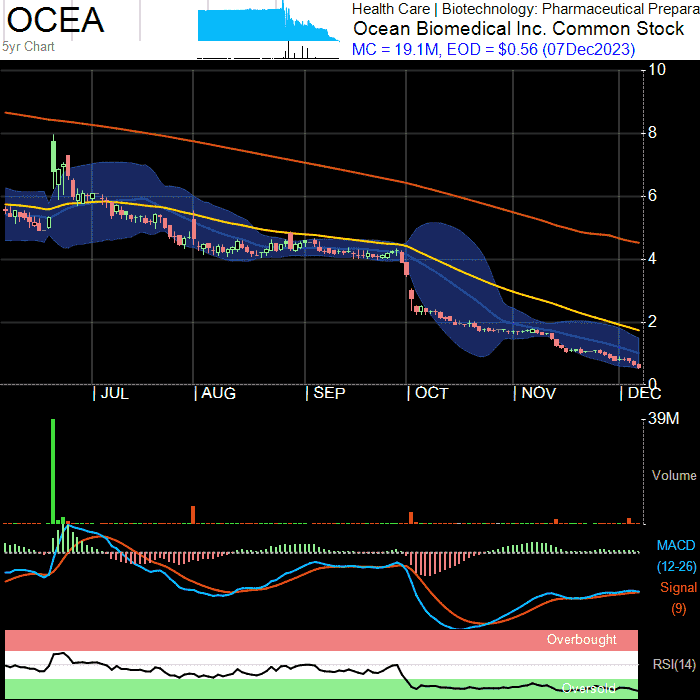 OCEA
5yr Chart
Health Care | Biotechnology: Pharmaceutical Prepara
Ocean Biomedical Inc. Common Stock
MC = 19.1M, EOD = $0.56 (07Dec2023)
10
8
6
4
2
0
JUL AUG SEP OCT NOV DEC
39M
Volume
MACD
(12-26)
Signal
(9)
Overbought
RSI(14)
Oversold